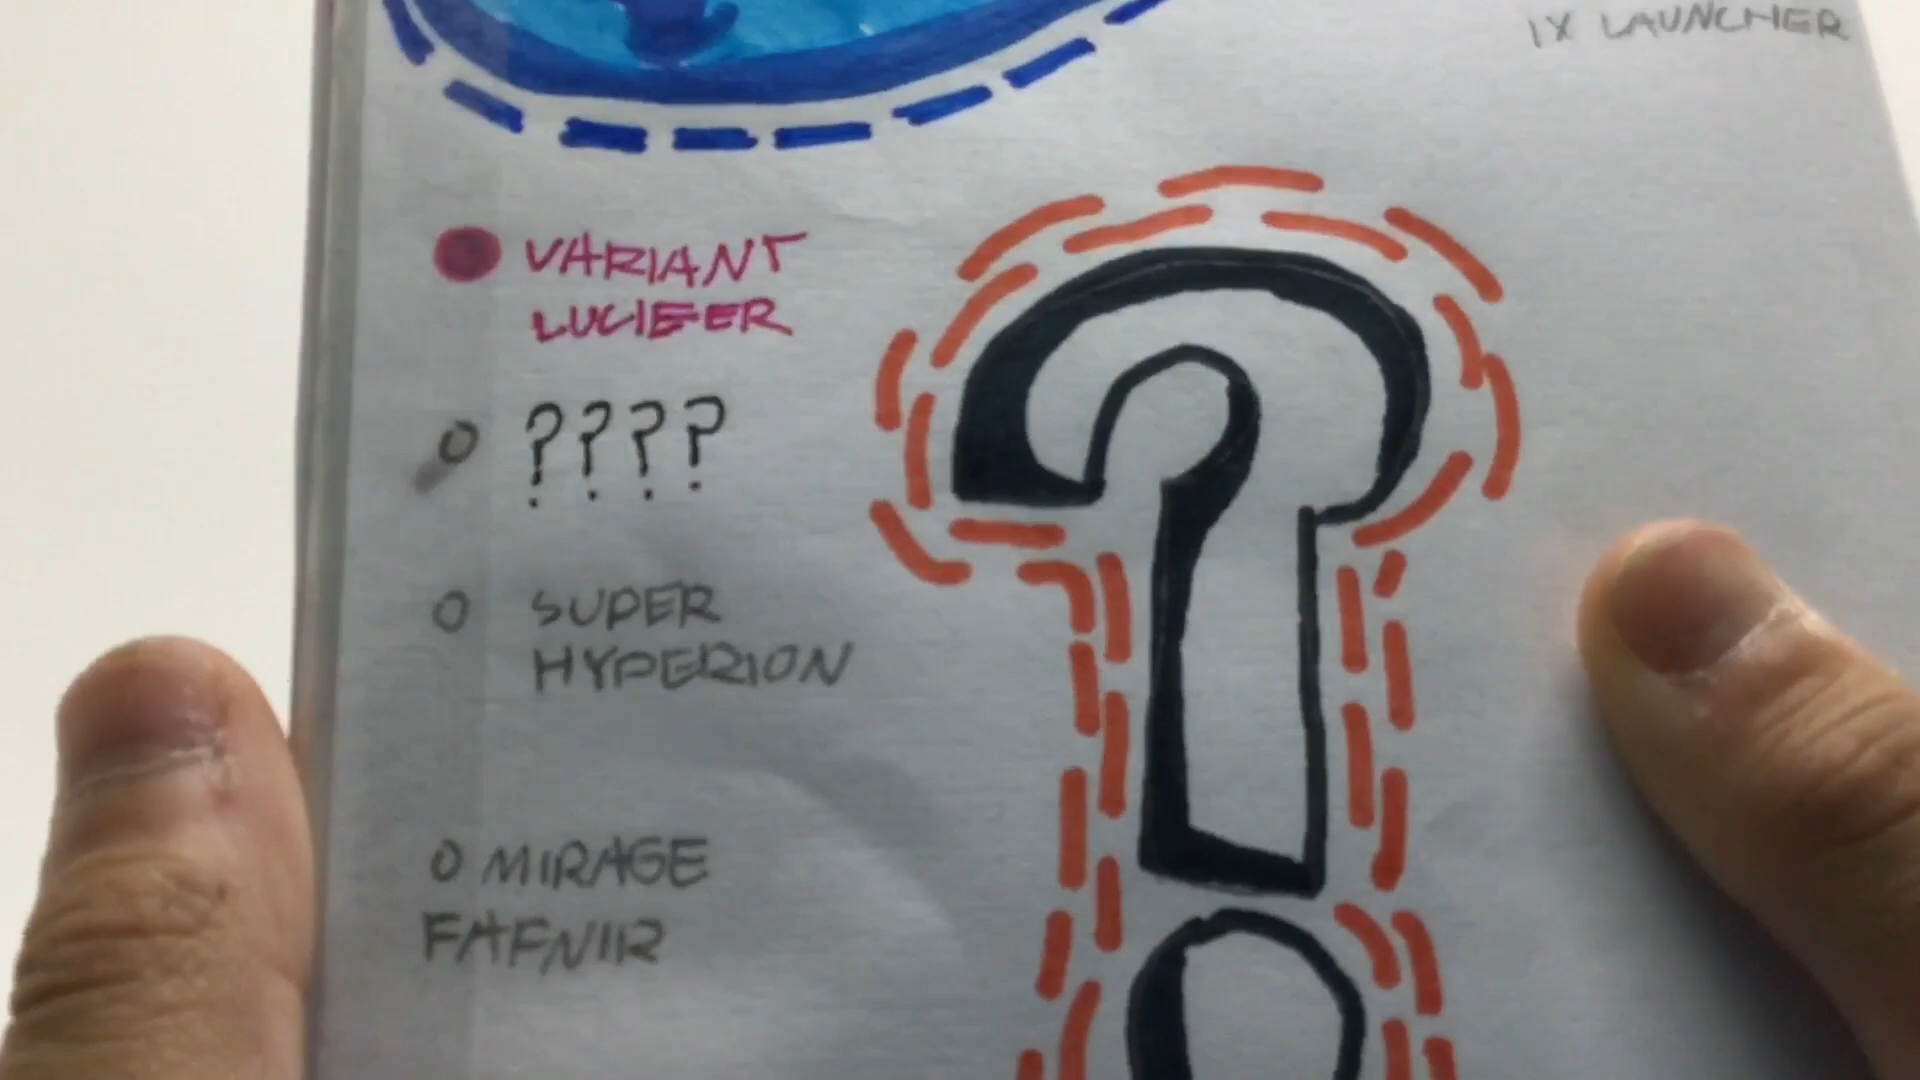 1X LAUNCHER
VARIANT
LUCIFER
????
SUPER
HYPERION
MIRAGE
FAFNIR
?